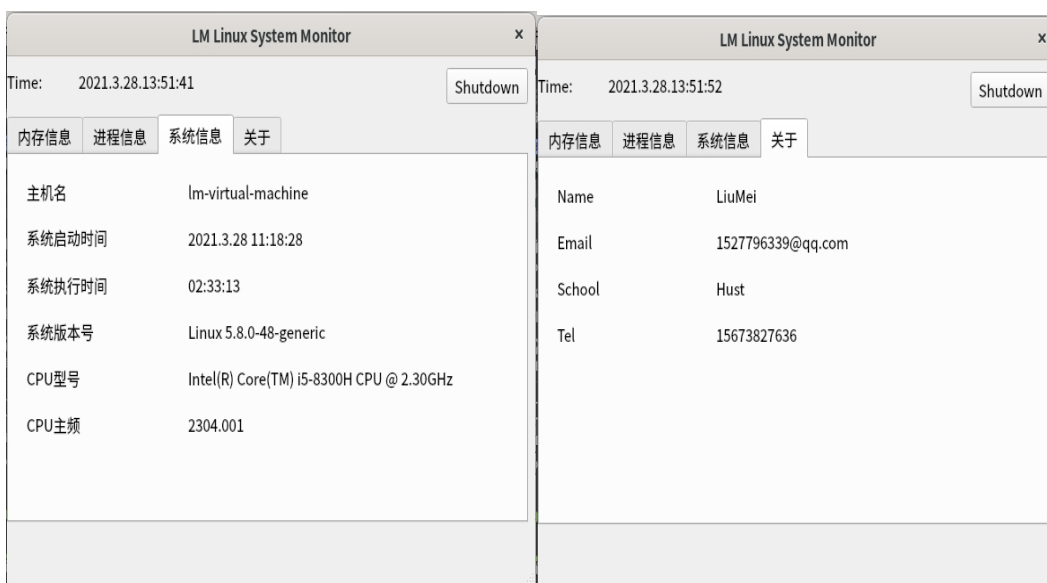 LM Linux System Monitor x
Time: 2021.3.28.13:51:41 Shutdown
内存信息 进程信息 系统信息 关于
主机名 lm-virtual-machine
系统启动时间 2021.3.28 11:18:28
系统执行时间 02:33:13
系统版本号 Linux 5.8.0-48-generic
CPU型号 Intel(R) Core(TM) i5-8300H CPU @ 2.30GHz
CPU主频 2304.001
LM Linux System Monitor x
Time: 2021.3.28.13:51:52 Shutdown
内存信息 进程信息 系统信息 关于
Name LiuMei
Email 1527796339@qq.com
School Hust
Tel 15673827636